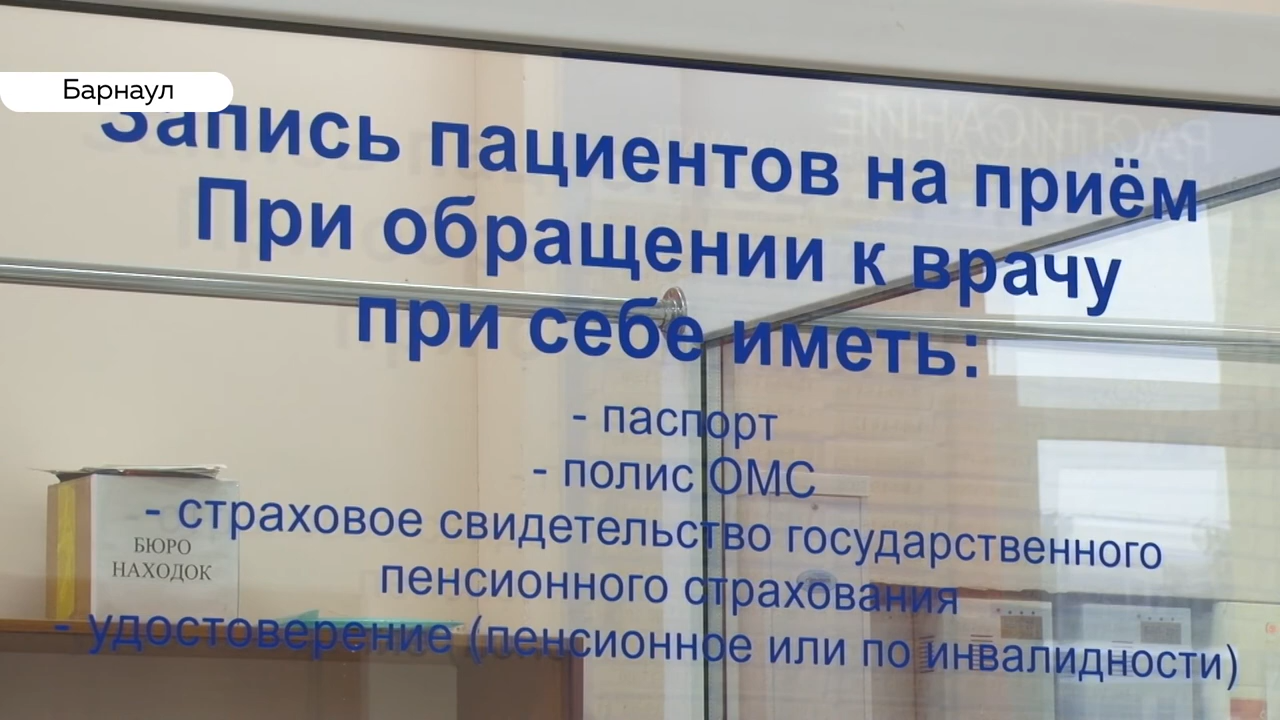 Барнаул
Запись пациентов на приём
При обращении к врачу
при себе иметь:
- паспорт
- полис ОМС
- страховое свидетельство государственного
пенсионного страхования
- удостоверение (пенсионное или по инвалидности)
БЮРО
НАХОДОК
РАСПИСАНИЕ